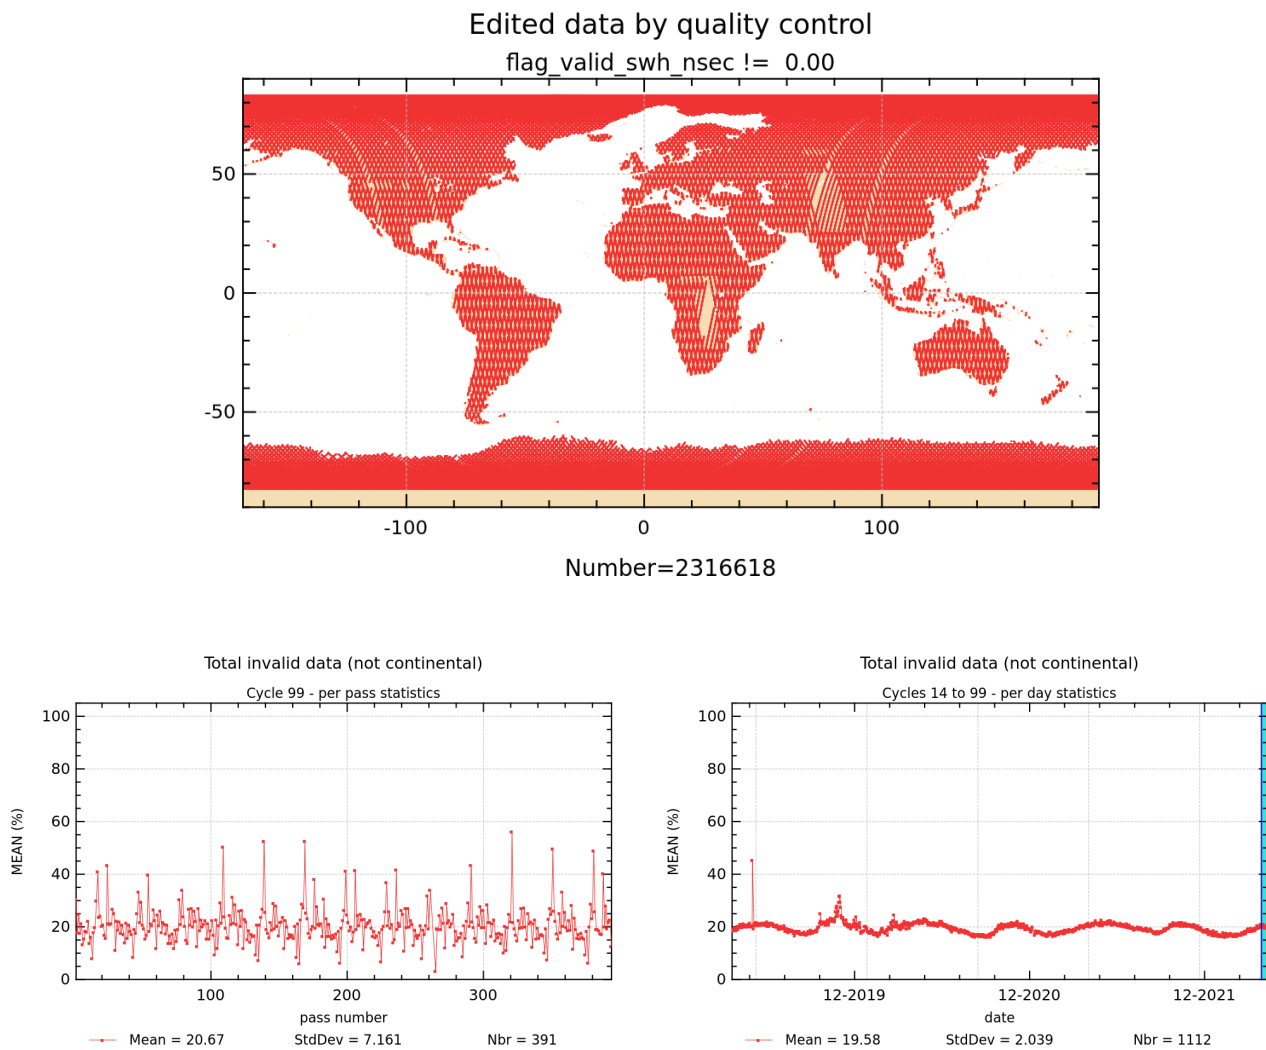 Edited data by quality control
flag_valid_swh_nsec !=  0.00
50
0
-50
-100 0 100
Number=2316618
Total invalid data (not continental)
Cycle 99 - per pass statistics
100
80
60
40
20
0
MEAN (%)
100 200 300
pass number
Mean = 20.67 StdDev = 7.161 Nbr = 391
Total invalid data (not continental)
Cycles 14 to 99 - per day statistics
100
80
60
40
20
0
MEAN (%)
12-2019 12-2020 12-2021
date
Mean = 19.58 StdDev = 2.039 Nbr = 1112